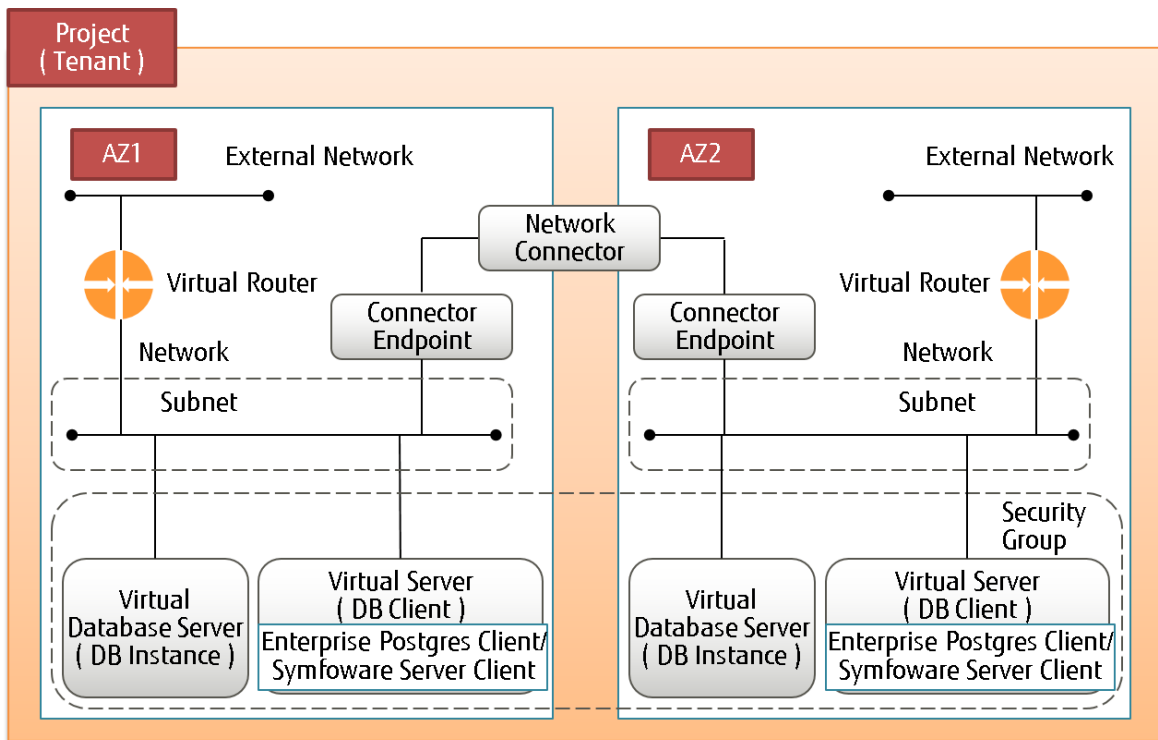 Project
( Tenant )
AZ1
External Network
Virtual Router
Network
Connector
Connector
Endpoint
Network
Subnet
Virtual
Database Server
( DB Instance )
Virtual Server
( DB Client )
Enterprise Postgres Client/
Symfoware Server Client
AZ2
External Network
Virtual Router
Connector
Endpoint
Network
Subnet
Security
Group
Virtual
Database Server
( DB Instance )
Virtual Server
( DB Client )
Enterprise Postgres Client/
Symfoware Server Client